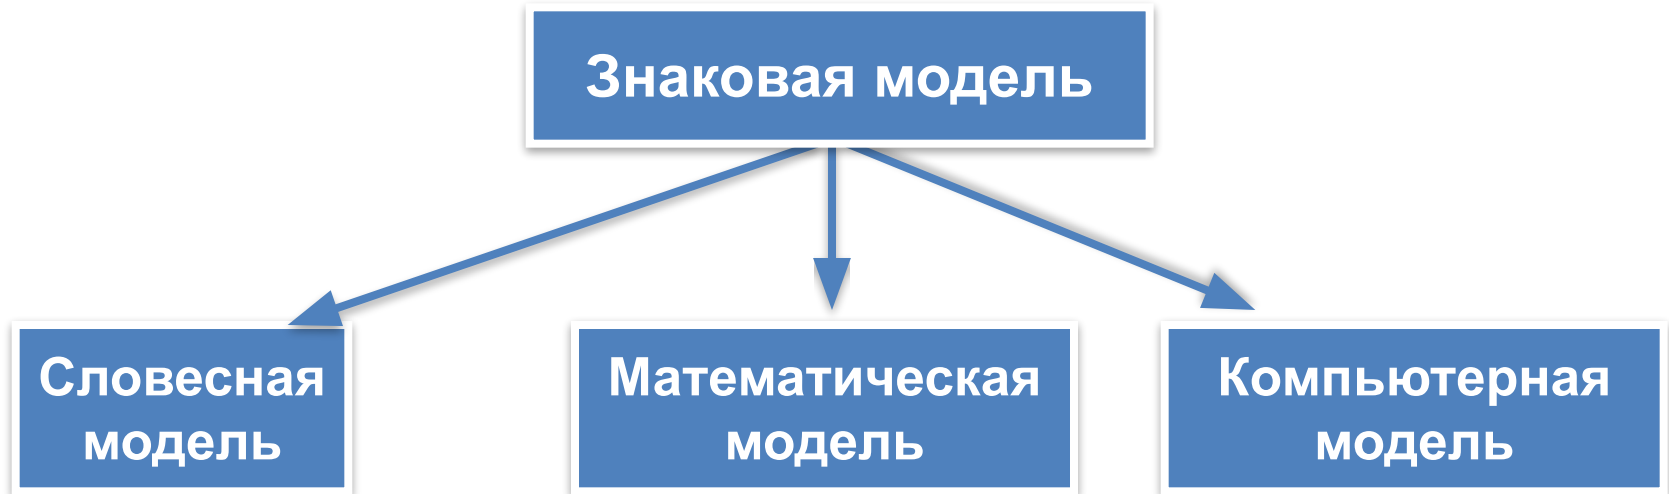 Знаковая модель
Словесная
модель
Математическая
модель
Компьютерная
модель